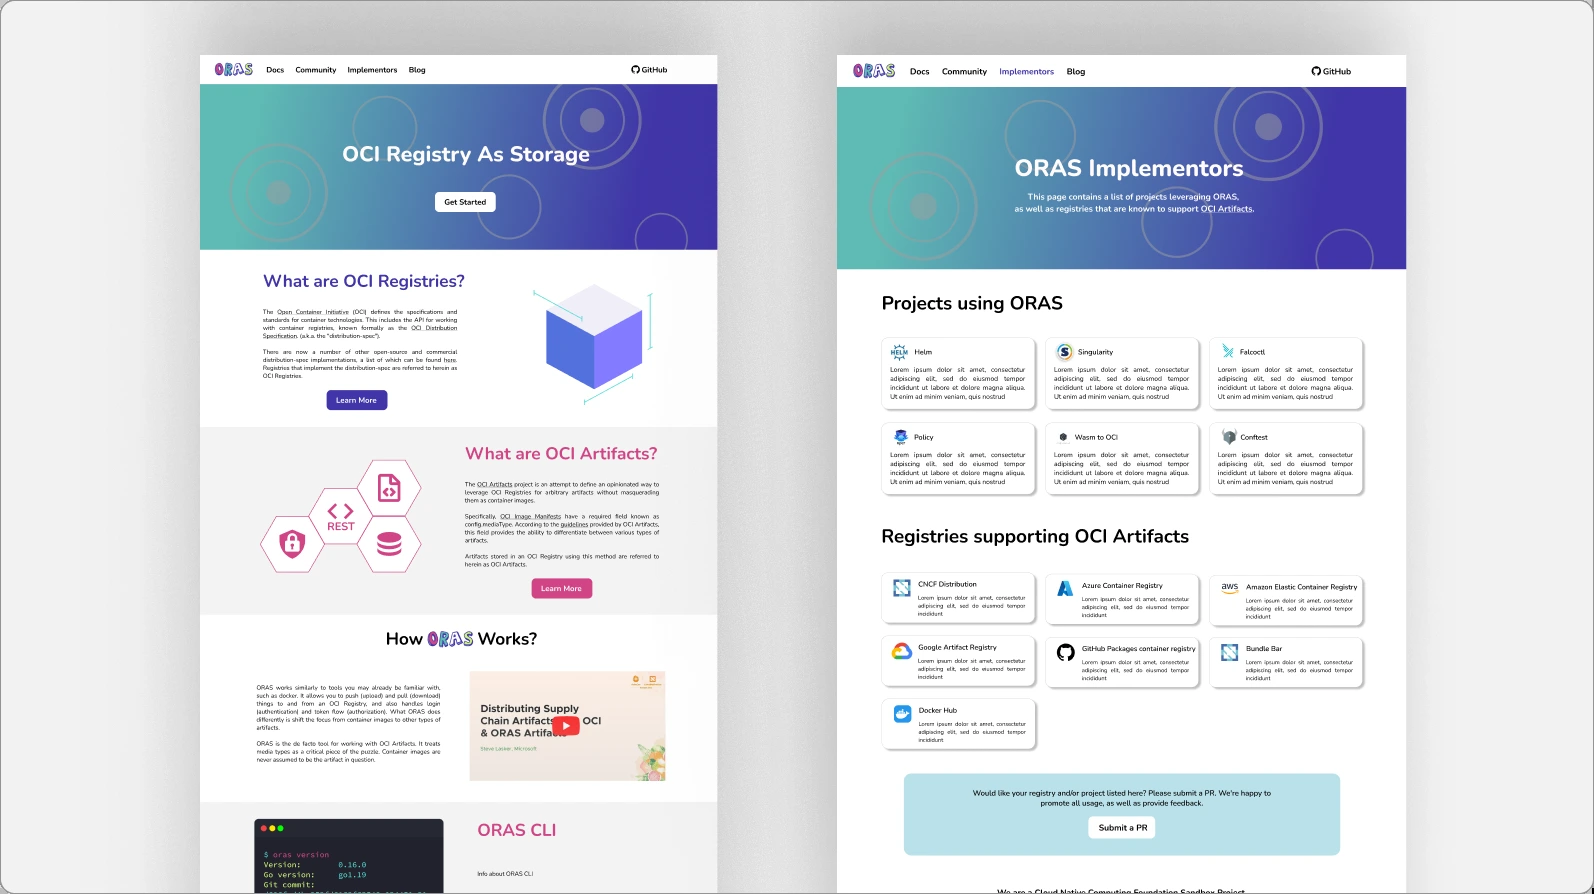 ORAS Docs Community Implementors Blog GitHub
OCI Registry As Storage
Get Started
What are OCI Registries?
The Open Container Initiative (OCI) defines the specifications and
standards for container technologies. This includes the API for working
with container registries, known formally as the OCI Distribution
Specification. (a.k.a. the "distribution-spec").
There are now a number of other open-source and commercial
distribution-spec implementations, a list of which can be found here.
Registries that implement the distribution-spec are referred to herein as
OCI Registries.
Learn More
REST
What are OCI Artifacts?
The OCI Artifacts project is an attempt to define an opinionated way to
leverage OCI Registries for arbitrary artifacts without masquerading
them as container images.
Specifically, OCI Image Manifests have a required field known as
config.mediaType. According to the guidelines provided by OCI Artifacts,
this field provides the ability to differentiate between various types of
artifacts.
Artifacts stored in an OCI Registry using this method are referred to
herein as OCI Artifacts.
Learn More
How ORAS Works?
ORAS works similarly to tools you may already be familiar with,
such as docker. It allows you to push (upload) and pull (download)
things to and from an OCI Registry, and also handles login
(authentication) and token flow (authorization). What ORAS does
differently is shift the focus from container images to other types of
artifacts.
ORAS is the de facto tool for working with OCI Artifacts. It treats
media types as a critical piece of the puzzle. Container images are
never assumed to be the artifact in question.
Distributing Supply
Chain Artifacts OCI
& ORAS Artifacts
Steve Lasker, Microsoft
$ oras version
Version: 0.16.0
Go version: go1.19
Git commit:
ORAS CLI
Info about ORAS CLI
ORAS Docs Community Implementors Blog GitHub
ORAS Implementors
This page contains a list of projects leveraging ORAS,
as well as registries that are known to support OCI Artifacts.
Projects using ORAS
HELM Helm
Lorem ipsum dolor sit amet, consectetur
adipiscing elit, sed do eiusmod tempor
incididunt ut labore et dolore magna aliqua.
Ut enim ad minim veniam, quis nostrud
Singularity
Lorem ipsum dolor sit amet, consectetur
adipiscing elit, sed do eiusmod tempor
incididunt ut labore et dolore magna aliqua.
Ut enim ad minim veniam, quis nostrud
Falcoctl
Lorem ipsum dolor sit amet, consectetur
adipiscing elit, sed do eiusmod tempor
incididunt ut labore et dolore magna aliqua.
Ut enim ad minim veniam, quis nostrud
Policy
Lorem ipsum dolor sit amet, consectetur
adipiscing elit, sed do eiusmod tempor
incididunt ut labore et dolore magna aliqua.
Ut enim ad minim veniam, quis nostrud
Wasm to OCI
Lorem ipsum dolor sit amet, consectetur
adipiscing elit, sed do eiusmod tempor
incididunt ut labore et dolore magna aliqua.
Ut enim ad minim veniam, quis nostrud
Conftest
Lorem ipsum dolor sit amet, consectetur
adipiscing elit, sed do eiusmod tempor
incididunt ut labore et dolore magna aliqua.
Ut enim ad minim veniam, quis nostrud
Registries supporting OCI Artifacts
CNCF Distribution
Lorem ipsum dolor sit amet, consectetur
adipiscing elit, sed do eiusmod tempor
incididunt
Azure Container Registry
Lorem ipsum dolor sit amet, consectetur
adipiscing elit, sed do eiusmod tempor
incididunt
aws Amazon Elastic Container Registry
Lorem ipsum dolor sit amet, consectetur
adipiscing elit, sed do eiusmod tempor
incididunt
Google Artifact Registry
Lorem ipsum dolor sit amet, consectetur
adipiscing elit, sed do eiusmod tempor
incididunt
GitHub Packages container registry
Lorem ipsum dolor sit amet, consectetur
adipiscing elit, sed do eiusmod tempor
incididunt
Bundle Bar
Lorem ipsum dolor sit amet, consectetur
adipiscing elit, sed do eiusmod tempor
incididunt
Docker Hub
Lorem ipsum dolor sit amet, consectetur
adipiscing elit, sed do eiusmod tempor
incididunt
Would like your registry and/or project listed here? Please submit a PR. We're happy to
promote all usage, as well as provide feedback.
Submit a PR
We are a Cloud Native Computing Foundation Sandbox Project